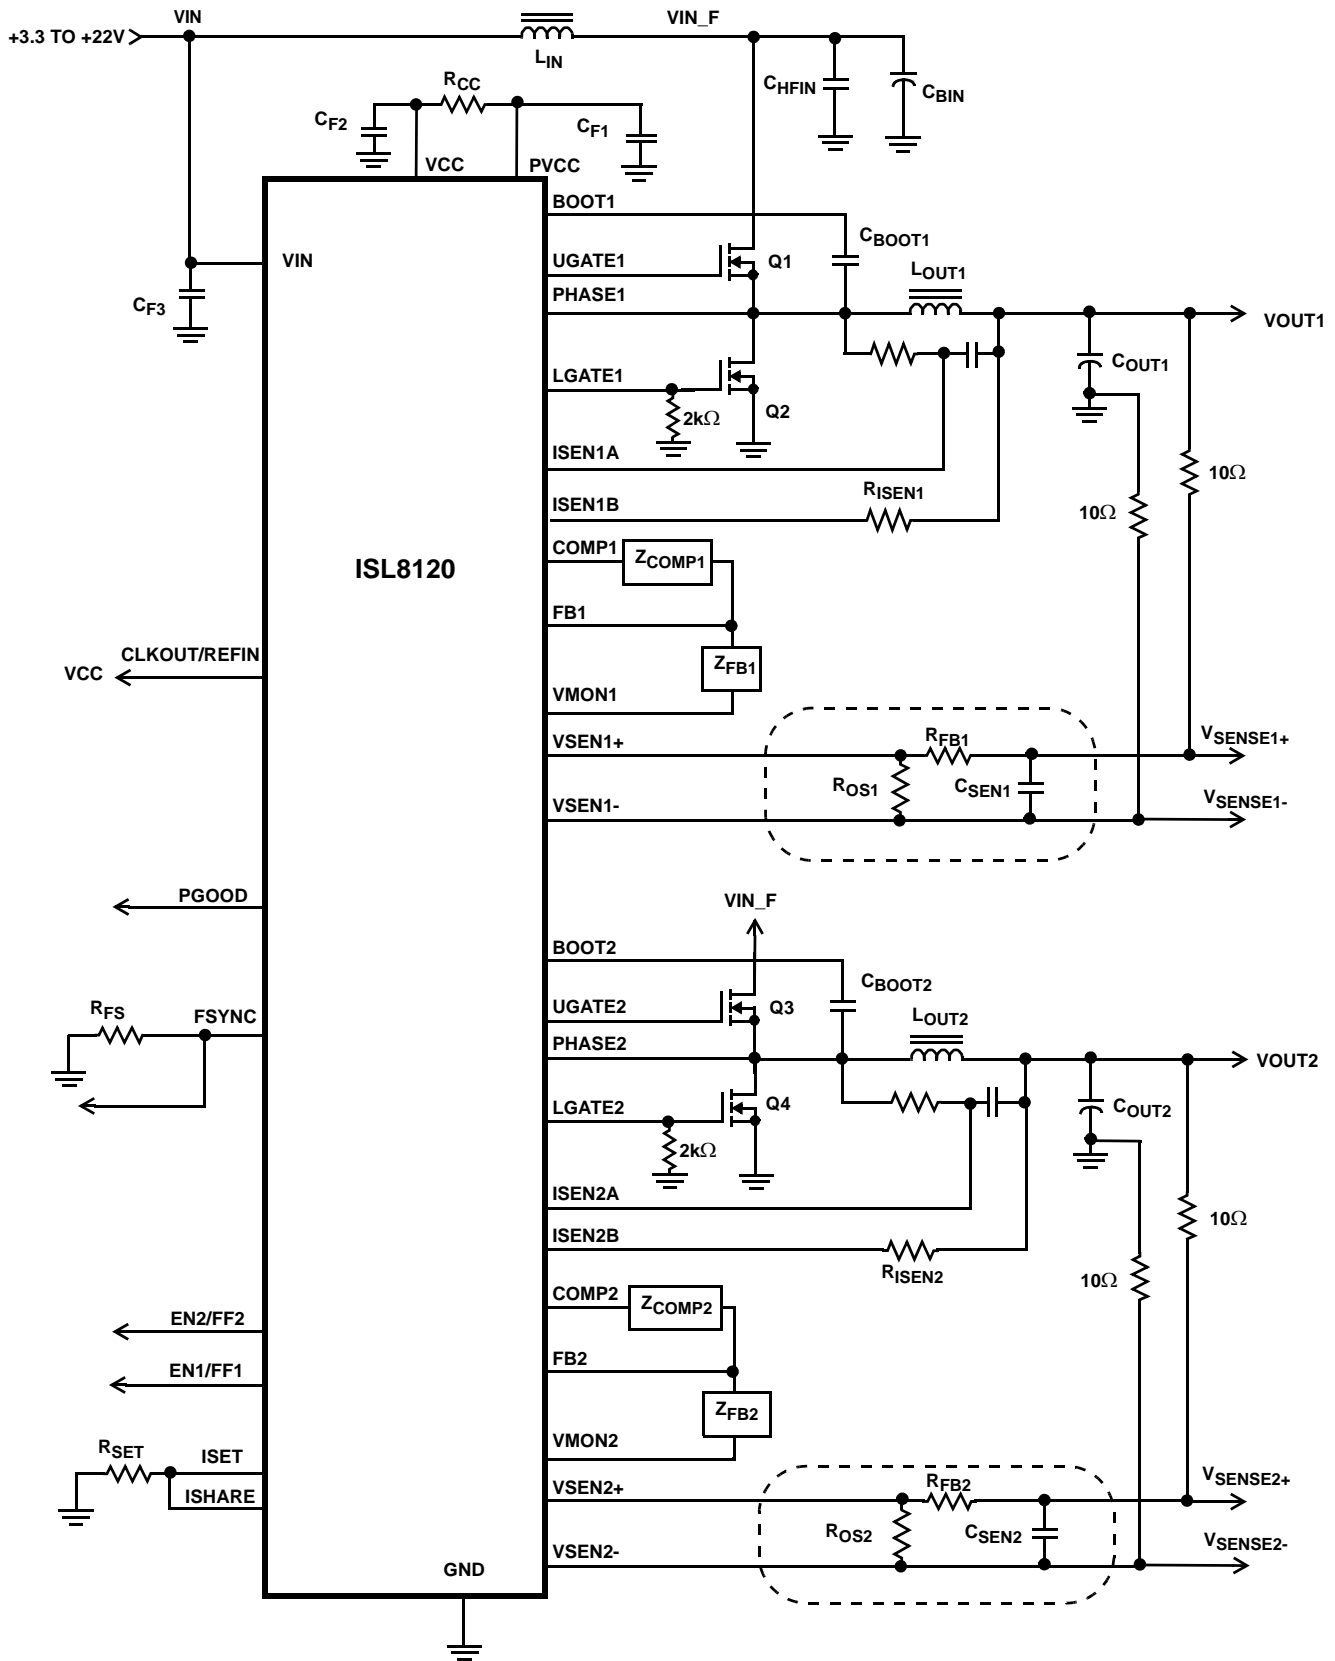 VIN
VIN_F
+3.3 TO +22V
LIN
RCC
CHFIN
CBIN
CF2
CF1
VCC
PVCC
BOOT1
CBOOT1
VIN
UGATE1
Q1
LOUT1
CF3
PHASE1
VOUT1
COUT1
LGATE1
2kΩ
Q2
ISEN1A
10Ω
RISEN1
ISEN1B
10Ω
COMP1
ZCOMP1
ISL8120
FB1
CLKOUT/REFIN
VCC
ZFB1
VMON1
VSEN1+
RFB1
VSENSE1+
ROS1
CSEN1
VSEN1-
VSENSE1-
PGOOD
VIN_F
BOOT2
CBOOT2
RFS
FSYNC
UGATE2
Q3
LOUT2
PHASE2
VOUT2
LGATE2
Q4
COUT2
2kΩ
ISEN2A
10Ω
ISEN2B
RISEN2
10Ω
COMP2
ZCOMP2
EN2/FF2
FB2
EN1/FF1
ZFB2
VMON2
RSET
ISET
VSEN2+
RFB2
VSENSE2+
ISHARE
ROS2
CSEN2
VSEN2-
VSENSE2-
GND